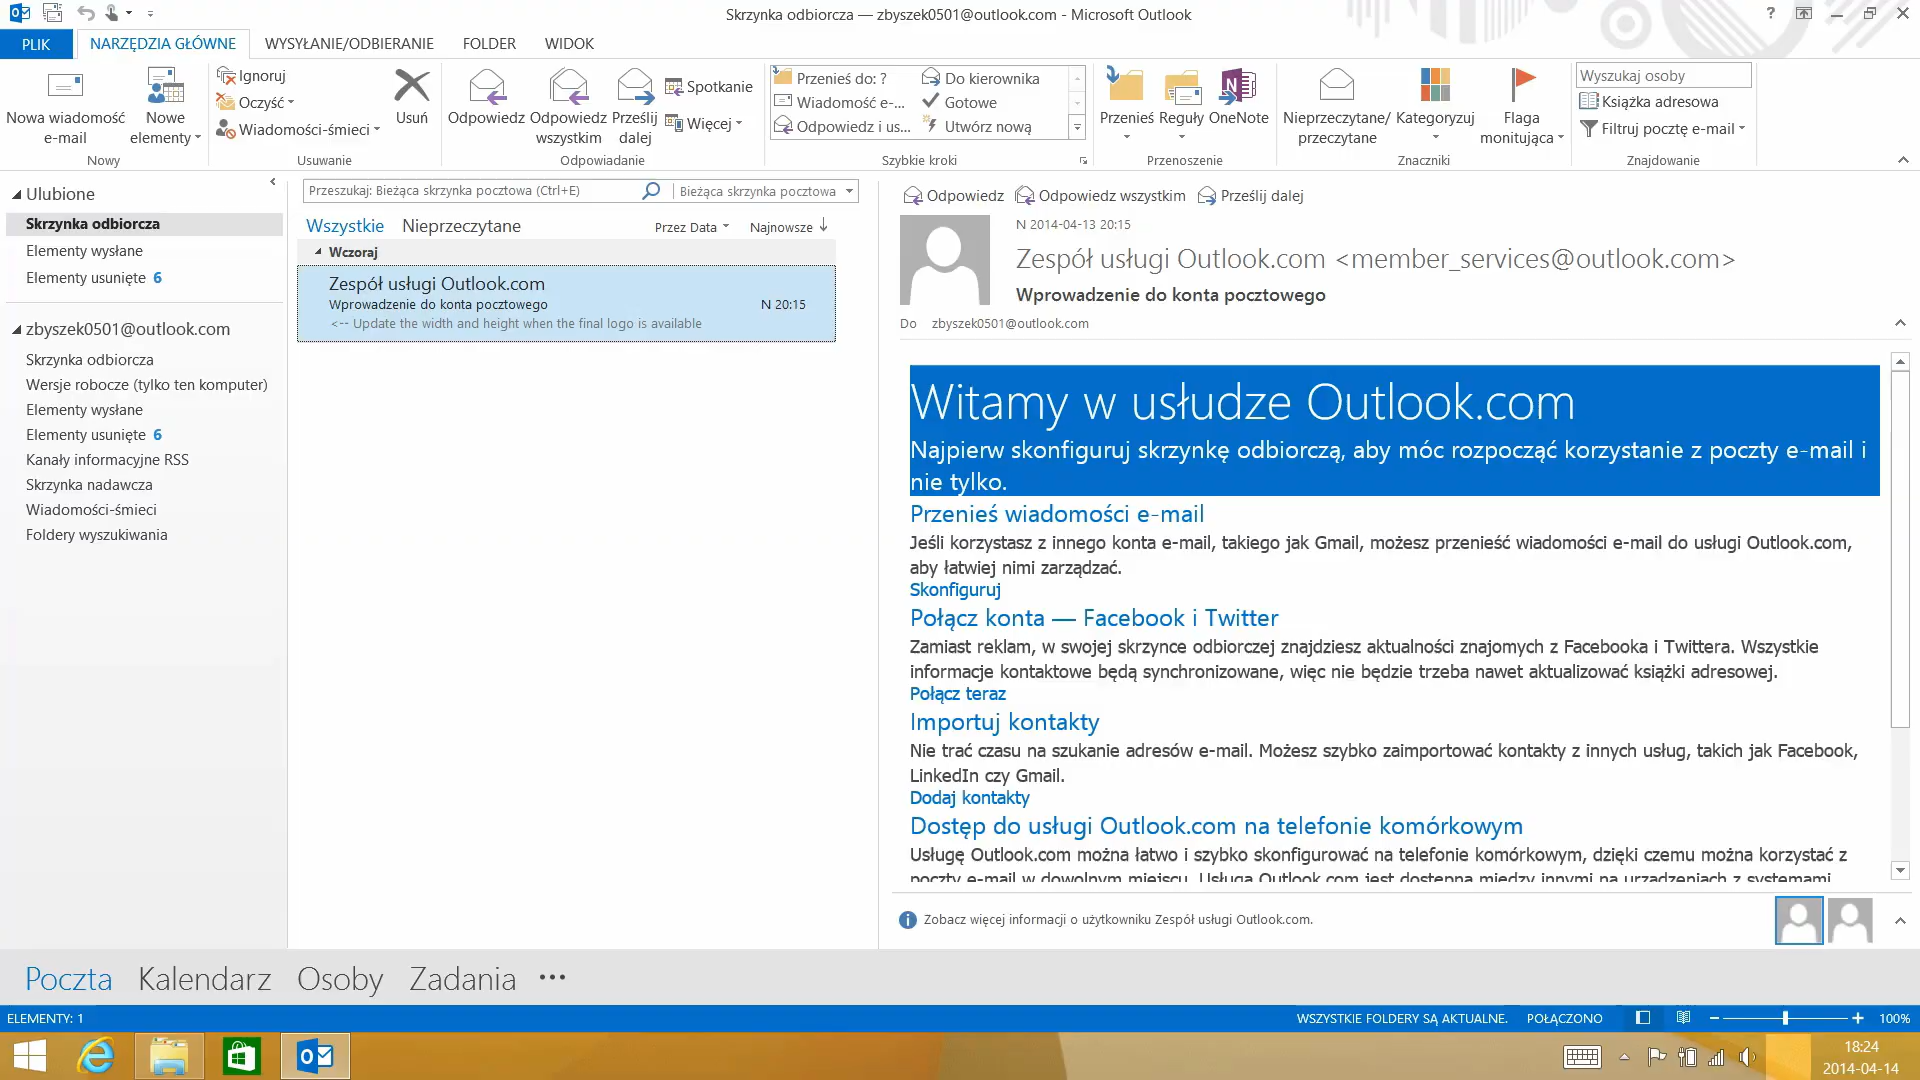 Skrzynka odbiorcza — zbyszek0501@outlook.com - Microsoft Outlook
PLIK
NARZĘDZIA GŁÓWNE
WYSYŁANIE/ODBIERANIE
FOLDER
WIDOK
Nowa wiadomość e-mail
Nowe elementy
Nowy
Ignoruj
Oczyść
Wiadomości-śmieci
Usuń
Usuwanie
Odpowiedz
Odpowiedz wszystkim
Prześlij dalej
Spotkanie
Więcej
Odpowiadanie
Przenieś do: ?
Wiadomość e-...
Odpowiedz i us...
Do kierownika
Gotowe
Utwórz nową
Szybkie kroki
Przenieś
Reguły
OneNote
Przenoszenie
Nieprzeczytane/ przeczytane
Kategoryzuj
Flaga monitująca
Znaczniki
Wyszukaj osoby
Książka adresowa
Filtruj pocztę e-mail
Znajdowanie
Ulubione
Skrzynka odbiorcza
Elementy wysłane
Elementy usunięte 6
zbyszek0501@outlook.com
Skrzynka odbiorcza
Wersje robocze (tylko ten komputer)
Elementy wysłane
Elementy usunięte 6
Kanały informacyjne RSS
Skrzynka nadawcza
Wiadomości-śmieci
Foldery wyszukiwania
Przeszukaj: Bieżąca skrzynka pocztowa (Ctrl+E)
Bieżąca skrzynka pocztowa
Wszystkie
Nieprzeczytane
Przez Data
Najnowsze
Wczoraj
Zespół usługi Outlook.com
Wprowadzenie do konta pocztowego
N 20:15
<-- Update the width and height when the final logo is available
Odpowiedz
Odpowiedz wszystkim
Prześlij dalej
N 2014-04-13 20:15
Zespół usługi Outlook.com <member_services@outlook.com>
Wprowadzenie do konta pocztowego
Do zbyszek0501@outlook.com
Witamy w usłudze Outlook.com
Najpierw skonfiguruj skrzynkę odbiorczą, aby móc rozpocząć korzystanie z poczty e-mail i
nie tylko.
Przenieś wiadomości e-mail
Jeśli korzystasz z innego konta e-mail, takiego jak Gmail, możesz przenieść wiadomości e-mail do usługi Outlook.com,
aby łatwiej nimi zarządzać.
Skonfiguruj
Połącz konta — Facebook i Twitter
Zamiast reklam, w swojej skrzynce odbiorczej znajdziesz aktualności znajomych z Facebooka i Twittera. Wszystkie
informacje kontaktowe będą synchronizowane, więc nie będzie trzeba nawet aktualizować książki adresowej.
Połącz teraz
Importuj kontakty
Nie trać czasu na szukanie adresów e-mail. Możesz szybko zaimportować kontakty z innych usług, takich jak Facebook,
LinkedIn czy Gmail.
Dodaj kontakty
Dostęp do usługi Outlook.com na telefonie komórkowym
Usługę Outlook.com można łatwo i szybko skonfigurować na telefonie komórkowym, dzięki czemu można korzystać z
poczty e-mail w dowolnym miejscu. Usługa Outlook.com jest dostępna między innymi na urządzeniach z systemami
Zobacz więcej informacji o użytkowniku Zespół usługi Outlook.com.
Poczta
Kalendarz
Osoby
Zadania
ELEMENTY: 1
WSZYSTKIE FOLDERY SĄ AKTUALNE.
POŁĄCZONO
100%
18:24
2014-04-14